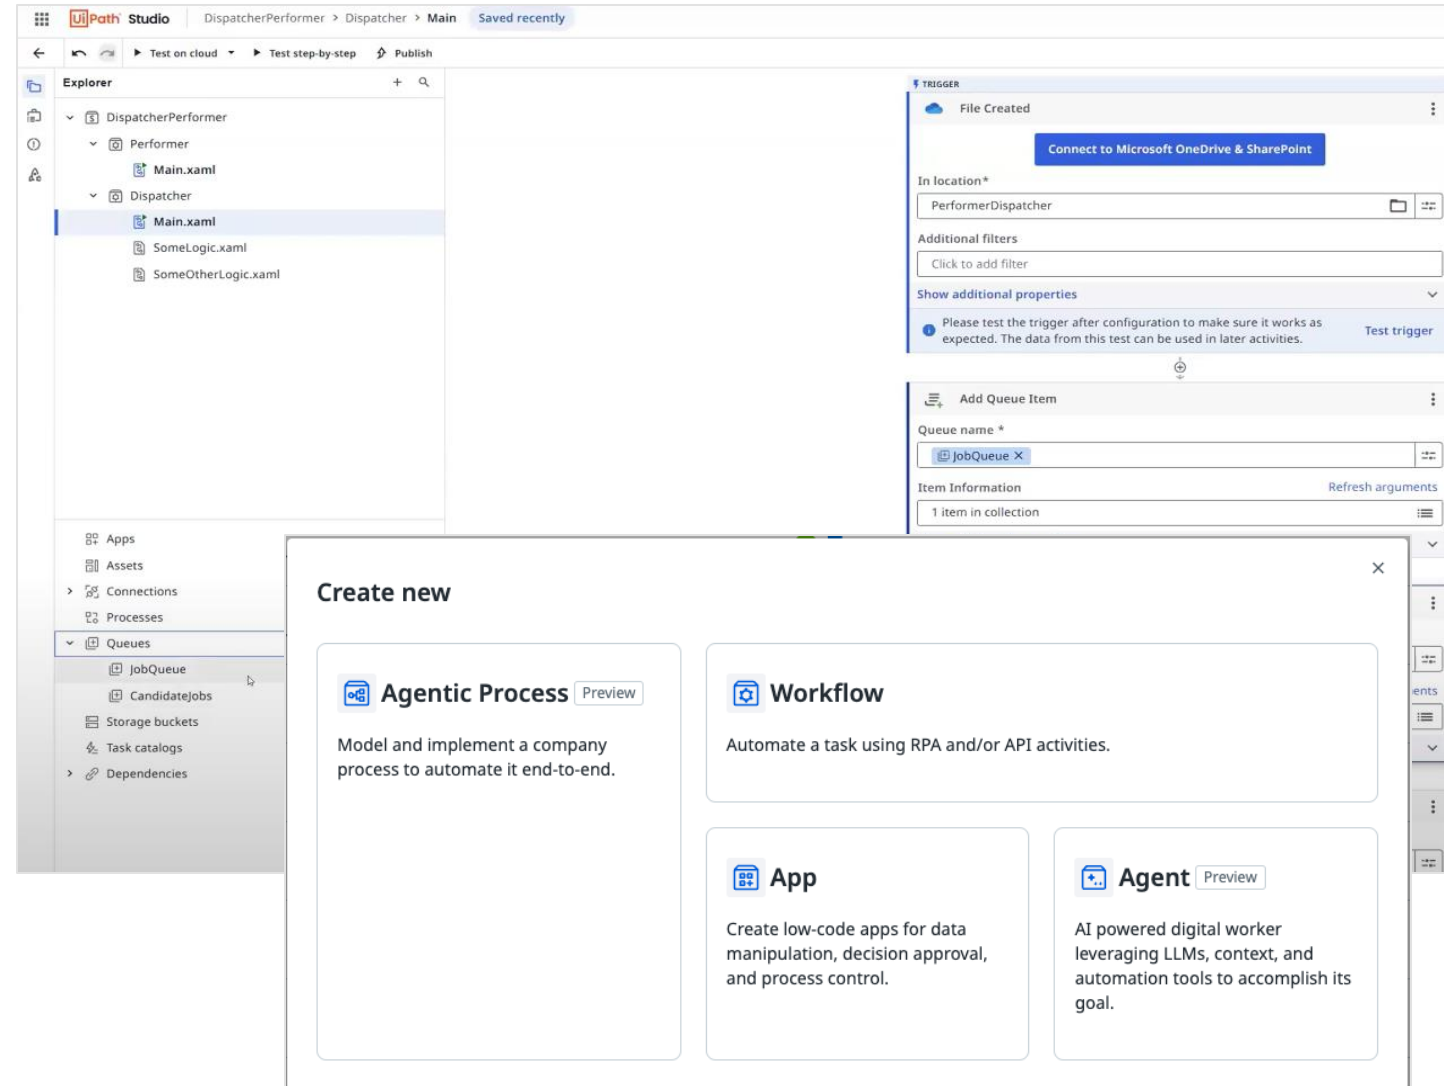 UiPath Studio
DispatcherPerformer > Dispatcher > Main
Saved recently
Test on cloud
Test step-by-step
Publish
Explorer
DispatcherPerformer
Performer
Main.xaml
Dispatcher
Main.xaml
SomeLogic.xaml
SomeOtherLogic.xaml
Apps
Assets
Connections
Processes
Queues
JobQueue
CandidateJobs
Storage buckets
Task catalogs
Dependencies
TRIGGER
File Created
Connect to Microsoft OneDrive & SharePoint
In location*
PerformerDispatcher
Additional filters
Click to add filter
Show additional properties
Please test the trigger after configuration to make sure it works as
expected. The data from this test can be used in later activities.
Test trigger
Add Queue Item
Queue name *
JobQueue
Item Information
Refresh arguments
1 item in collection
Create new
Agentic Process
Preview
Model and implement a company
process to automate it end-to-end.
Workflow
Automate a task using RPA and/or API activities.
App
Create low-code apps for data
manipulation, decision approval,
and process control.
Agent
Preview
AI powered digital worker
leveraging LLMs, context, and
automation tools to accomplish its
goal.